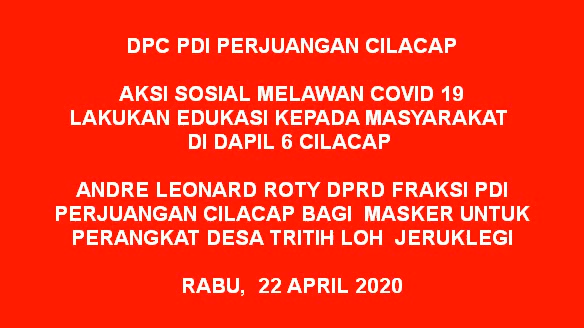 DPC PDI PERJUANGAN CILACAP
AKSI SOSIAL MELAWAN COVID 19
LAKUKAN EDUKASI KEPADA MASYARAKAT
DI DAPIL 6 CILACAP
ANDRE LEONARD ROTY DPRD FRAKSI PDI
PERJUANGAN CILACAP BAGI MASKER UNTUK
PERANGKAT DESA TRITIH LOH JERUKLEGI
RABU, 22 APRIL 2020